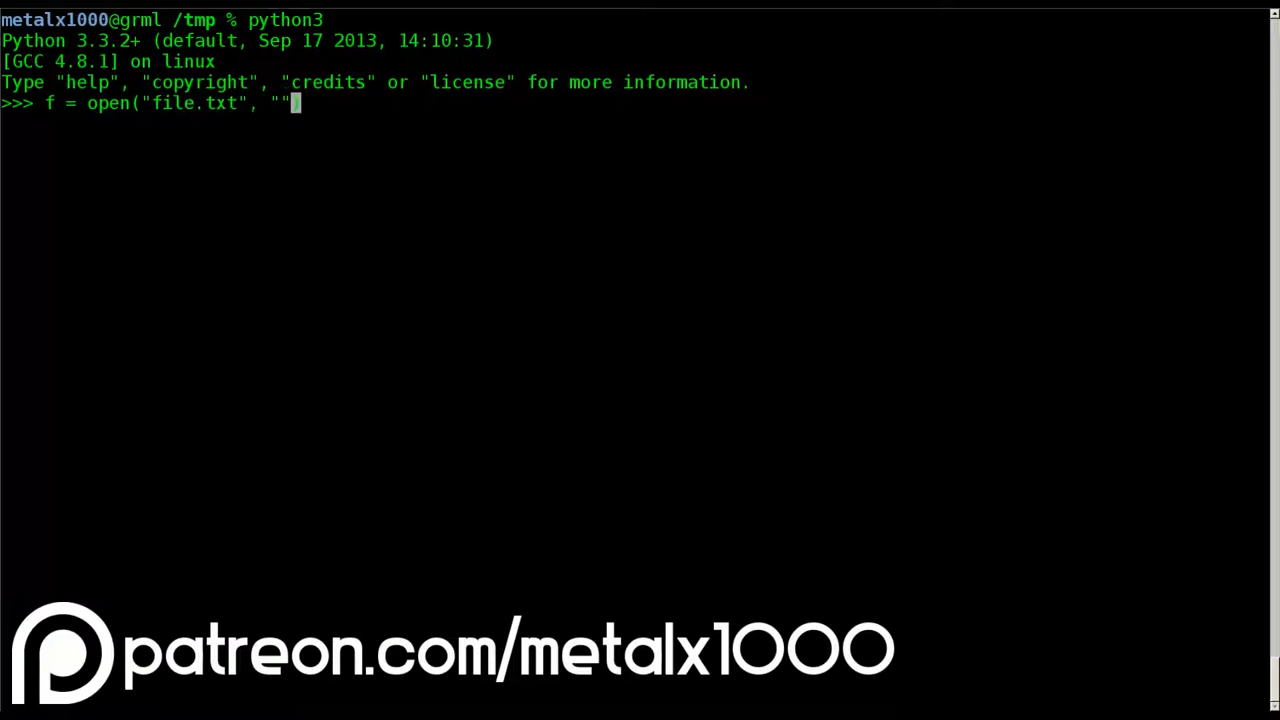 metalx1000@grml /tmp % python3
Python 3.3.2+ (default, Sep 17 2013, 14:10:31)
[GCC 4.8.1] on linux
Type "help", "copyright", "credits" or "license" for more information.
>>> f = open("file.txt", "")
patreon.com/metalx1000